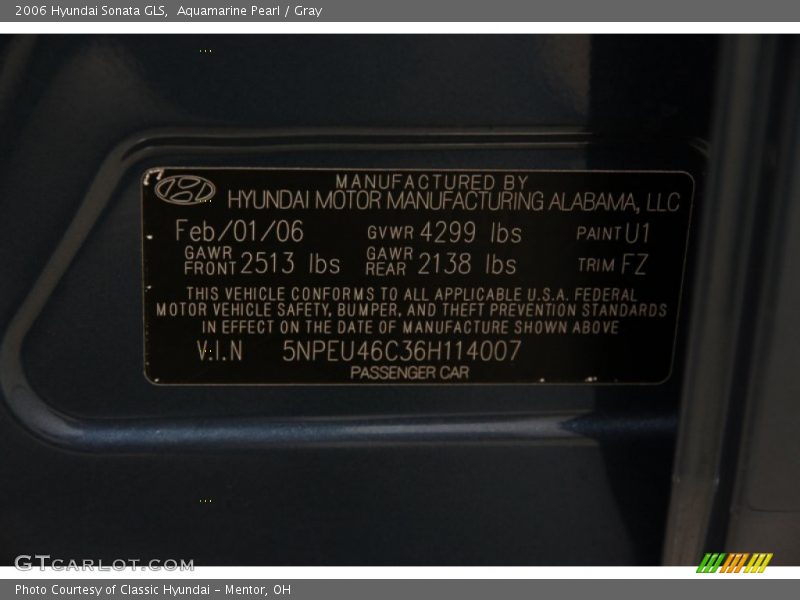 2006 Hyundai Sonata GLS, Aquamarine Pearl / Gray
MANUFACTURED BY
HYUNDAI MOTOR MANUFACTURING ALABAMA, LLC
Feb/01/06 GVWR 4299 lbs PAINT U1
GAWR FRONT 2513 lbs GAWR REAR 2138 lbs TRIM FZ
THIS VEHICLE CONFORMS TO ALL APPLICABLE U.S.A. FEDERAL
MOTOR VEHICLE SAFETY, BUMPER, AND THEFT PREVENTION STANDARDS
IN EFFECT ON THE DATE OF MANUFACTURE SHOWN ABOVE
V.I.N 5NPEU46C36H114007
PASSENGER CAR
GTCARLOT.COM
Photo Courtesy of Classic Hyundai - Mentor, OH